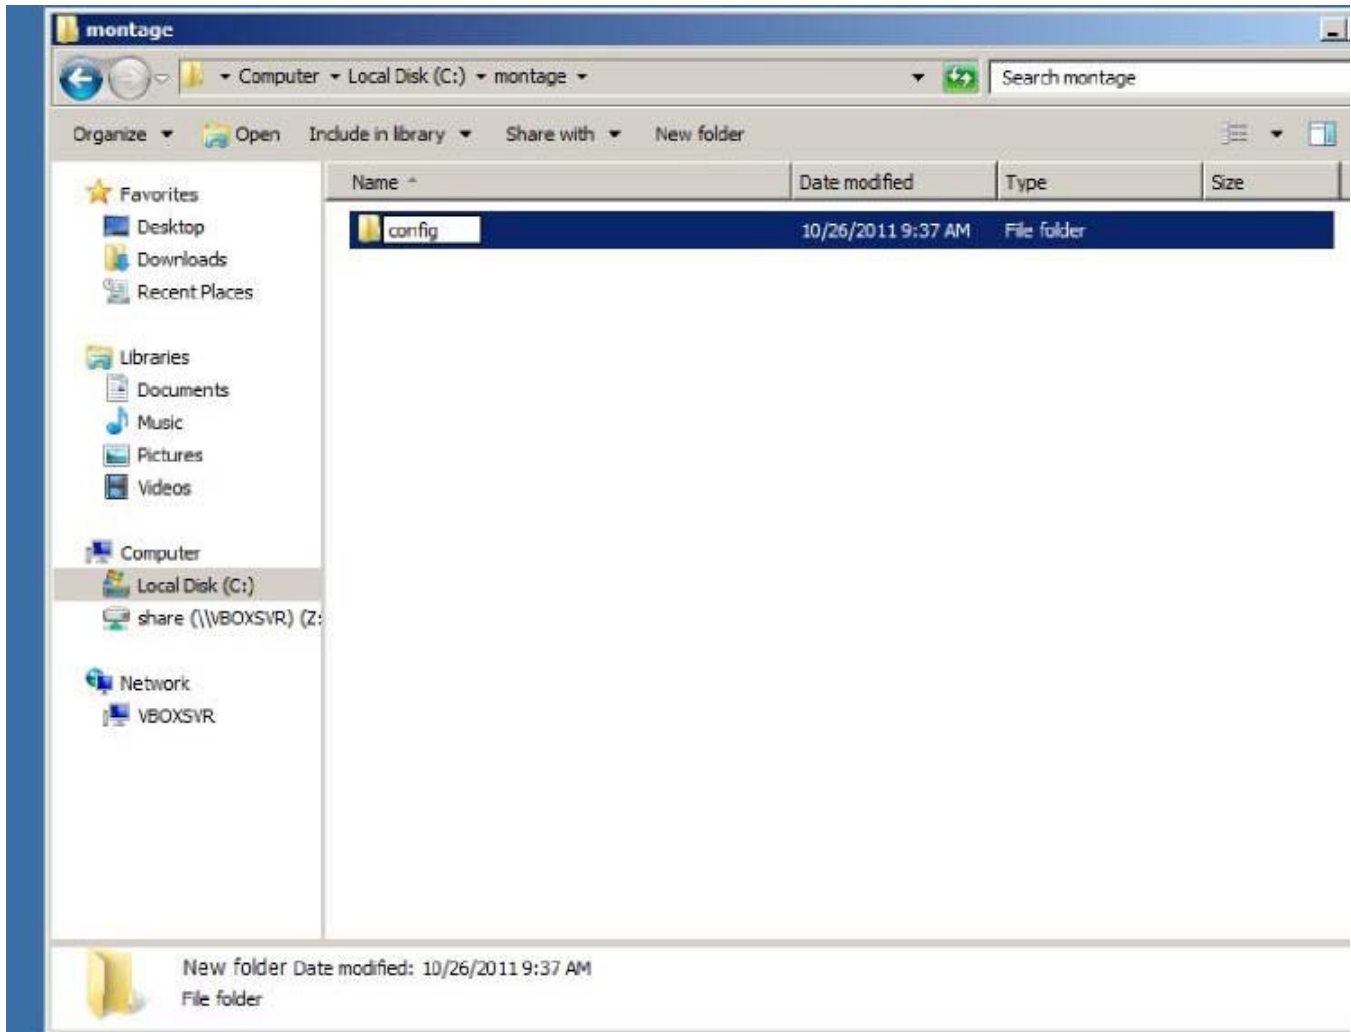 montage
Computer Local Disk (C:) montage
Search montage
Organize Open Include in library Share with New folder
Name Date modified Type Size
config 10/26/2011 9:37 AM File folder
Favorites
Desktop
Downloads
Recent Places
Libraries
Documents
Music
Pictures
Videos
Computer
Local Disk (C:)
share (\\VBOXSVR) (Z:
Network
VBOXSVR
New folder Date modified: 10/26/2011 9:37 AM
File folder